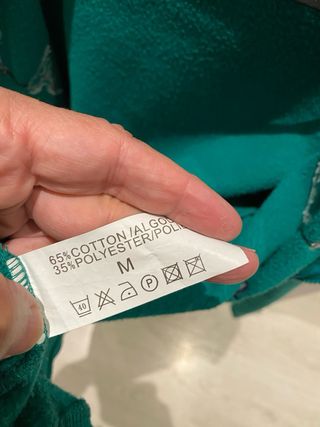 65% COTTON/ALGO
35% POLYESTER/POLI
M
40 P